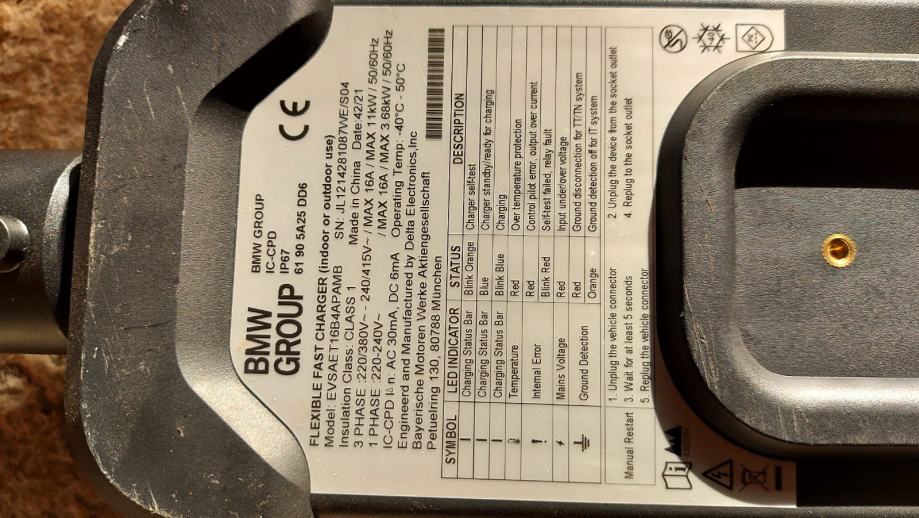 BMW GROUP
IC-CPD
IP67
61 90 5A25 DD6
BMW
GROUP
CE
FLEXIBLE FAST CHARGER (indoor or outdoor use)
Model: EVSAET16B4APAMB SN: JL1214281087WE/S04
Insulation Class: CLASS 1 Made in China Date:42/21
3 PHASE :220/380V~ - 240/415V~ / MAX 16A / MAX 11kW / 50/60Hz
1 PHASE :220-240V~ / MAX 16A / MAX 3.68kW / 50/60Hz
IC-CPD I∆n: AC 30mA, DC 6mA Operating Temp.: -40°C - 50°C
Engineered and Manufactured by Delta Electronics,Inc
Bayerische Motoren Werke Aktiengesellschaft
Petuelring 130, 80788 München
SYMBOL LED INDICATOR STATUS DESCRIPTION
Charging Status Bar Blink Orange Charger self-test
Charging Status Bar Blue Charger standby/ready for charging
Charging Status Bar Blink Blue Charging
Temperature Red Over temperature protection
Internal Error Red Control pilot error, output over current
Blink Red Self-test failed, relay fault
Mains Voltage Red Input under/over voltage
Ground Detection Red Ground disconnection for TT/TN system
Orange Ground detection off for IT system
Manual Restart
1. Unplug the vehicle connector 2. Unplug the device from the socket outlet
3. Wait for at least 5 seconds 4. Replug to the socket outlet
5. Replug the vehicle connector
-40